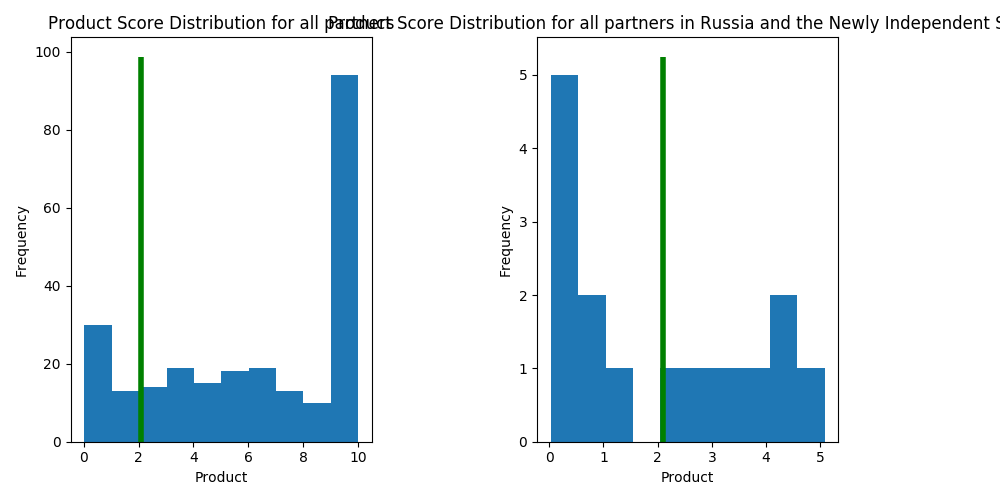 Product Score Distribution for all partners
Product Score Distribution for all partners in Russia and the Newly Independent S
100
80
60
40
20
0
Frequency
0 2 4 6 8 10
Product
5
4
3
2
1
0
Frequency
0 1 2 3 4 5
Product